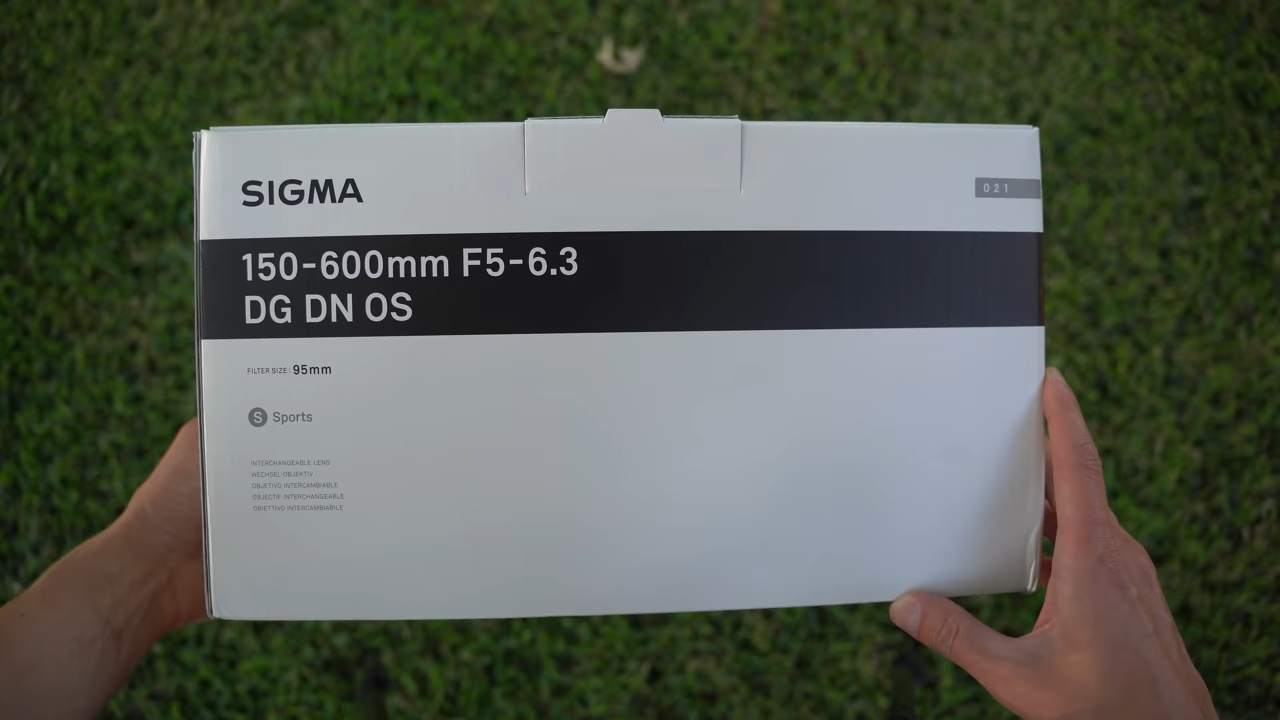 SIGMA
021
150-600mm F5-6.3
DG DN OS
FILTER SIZE: 95mm
S Sports
INTERCHANGEABLE LENS
WECHSEL-OBJEKTIV
OBJETIVO INTERCAMBIABLE
OBJECTIF INTERCHANGEABLE
OBIETTIVO INTERCAMBIABILE